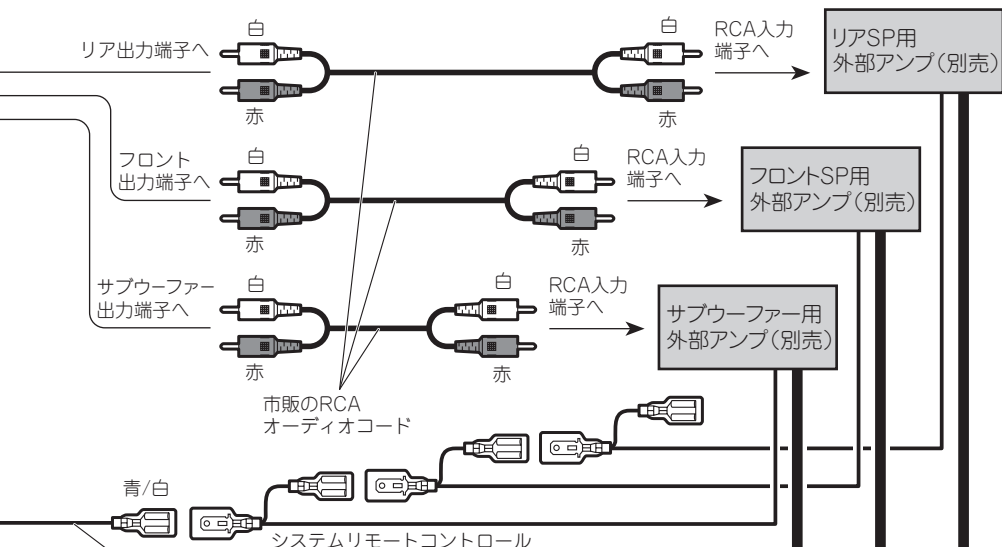 白
リア出力端子へ
赤
白
赤
RCA入力
端子へ
リアSP用
外部アンプ(別売)
フロント
出力端子へ
白
赤
白
赤
RCA入力
端子へ
フロントSP用
外部アンプ(別売)
サブウーファー
出力端子へ
白
赤
白
赤
RCA入力
端子へ
サブウーファー用
外部アンプ(別売)
市販のRCA
オーディオコード
青/白
システムリモートコントロール